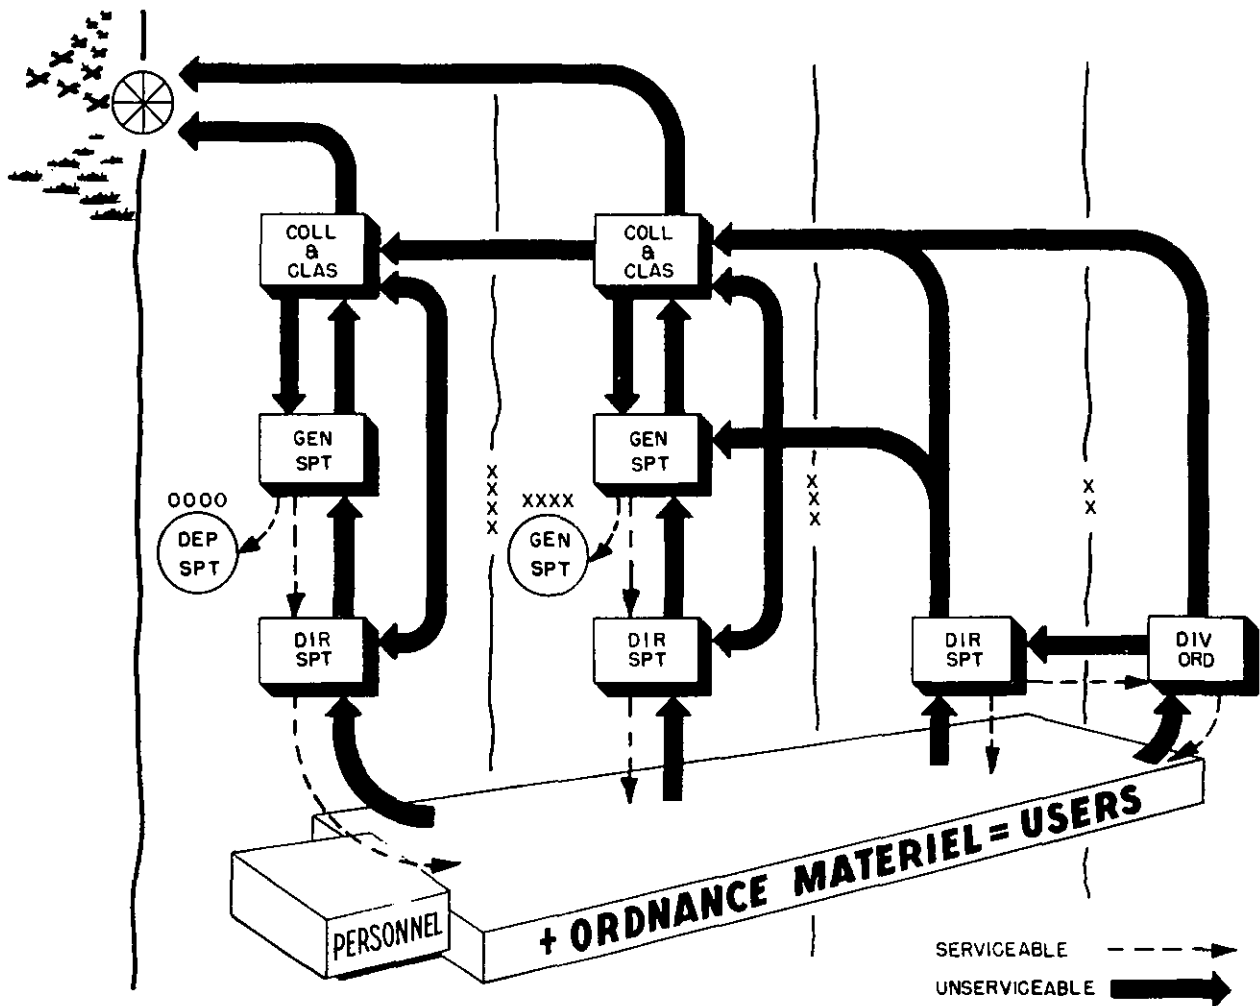 COLL
&
CLAS
COLL
&
CLAS
GEN
SPT
GEN
SPT
X
X
X
X
X
X
X
X
X
OOOO
DEP
SPT
XXXX
GEN
SPT
DIR
SPT
DIR
SPT
DIR
SPT
DIV
ORD
PERSONNEL
+ ORDNANCE MATERIEL = USERS
SERVICEABLE
UNSERVICEABLE